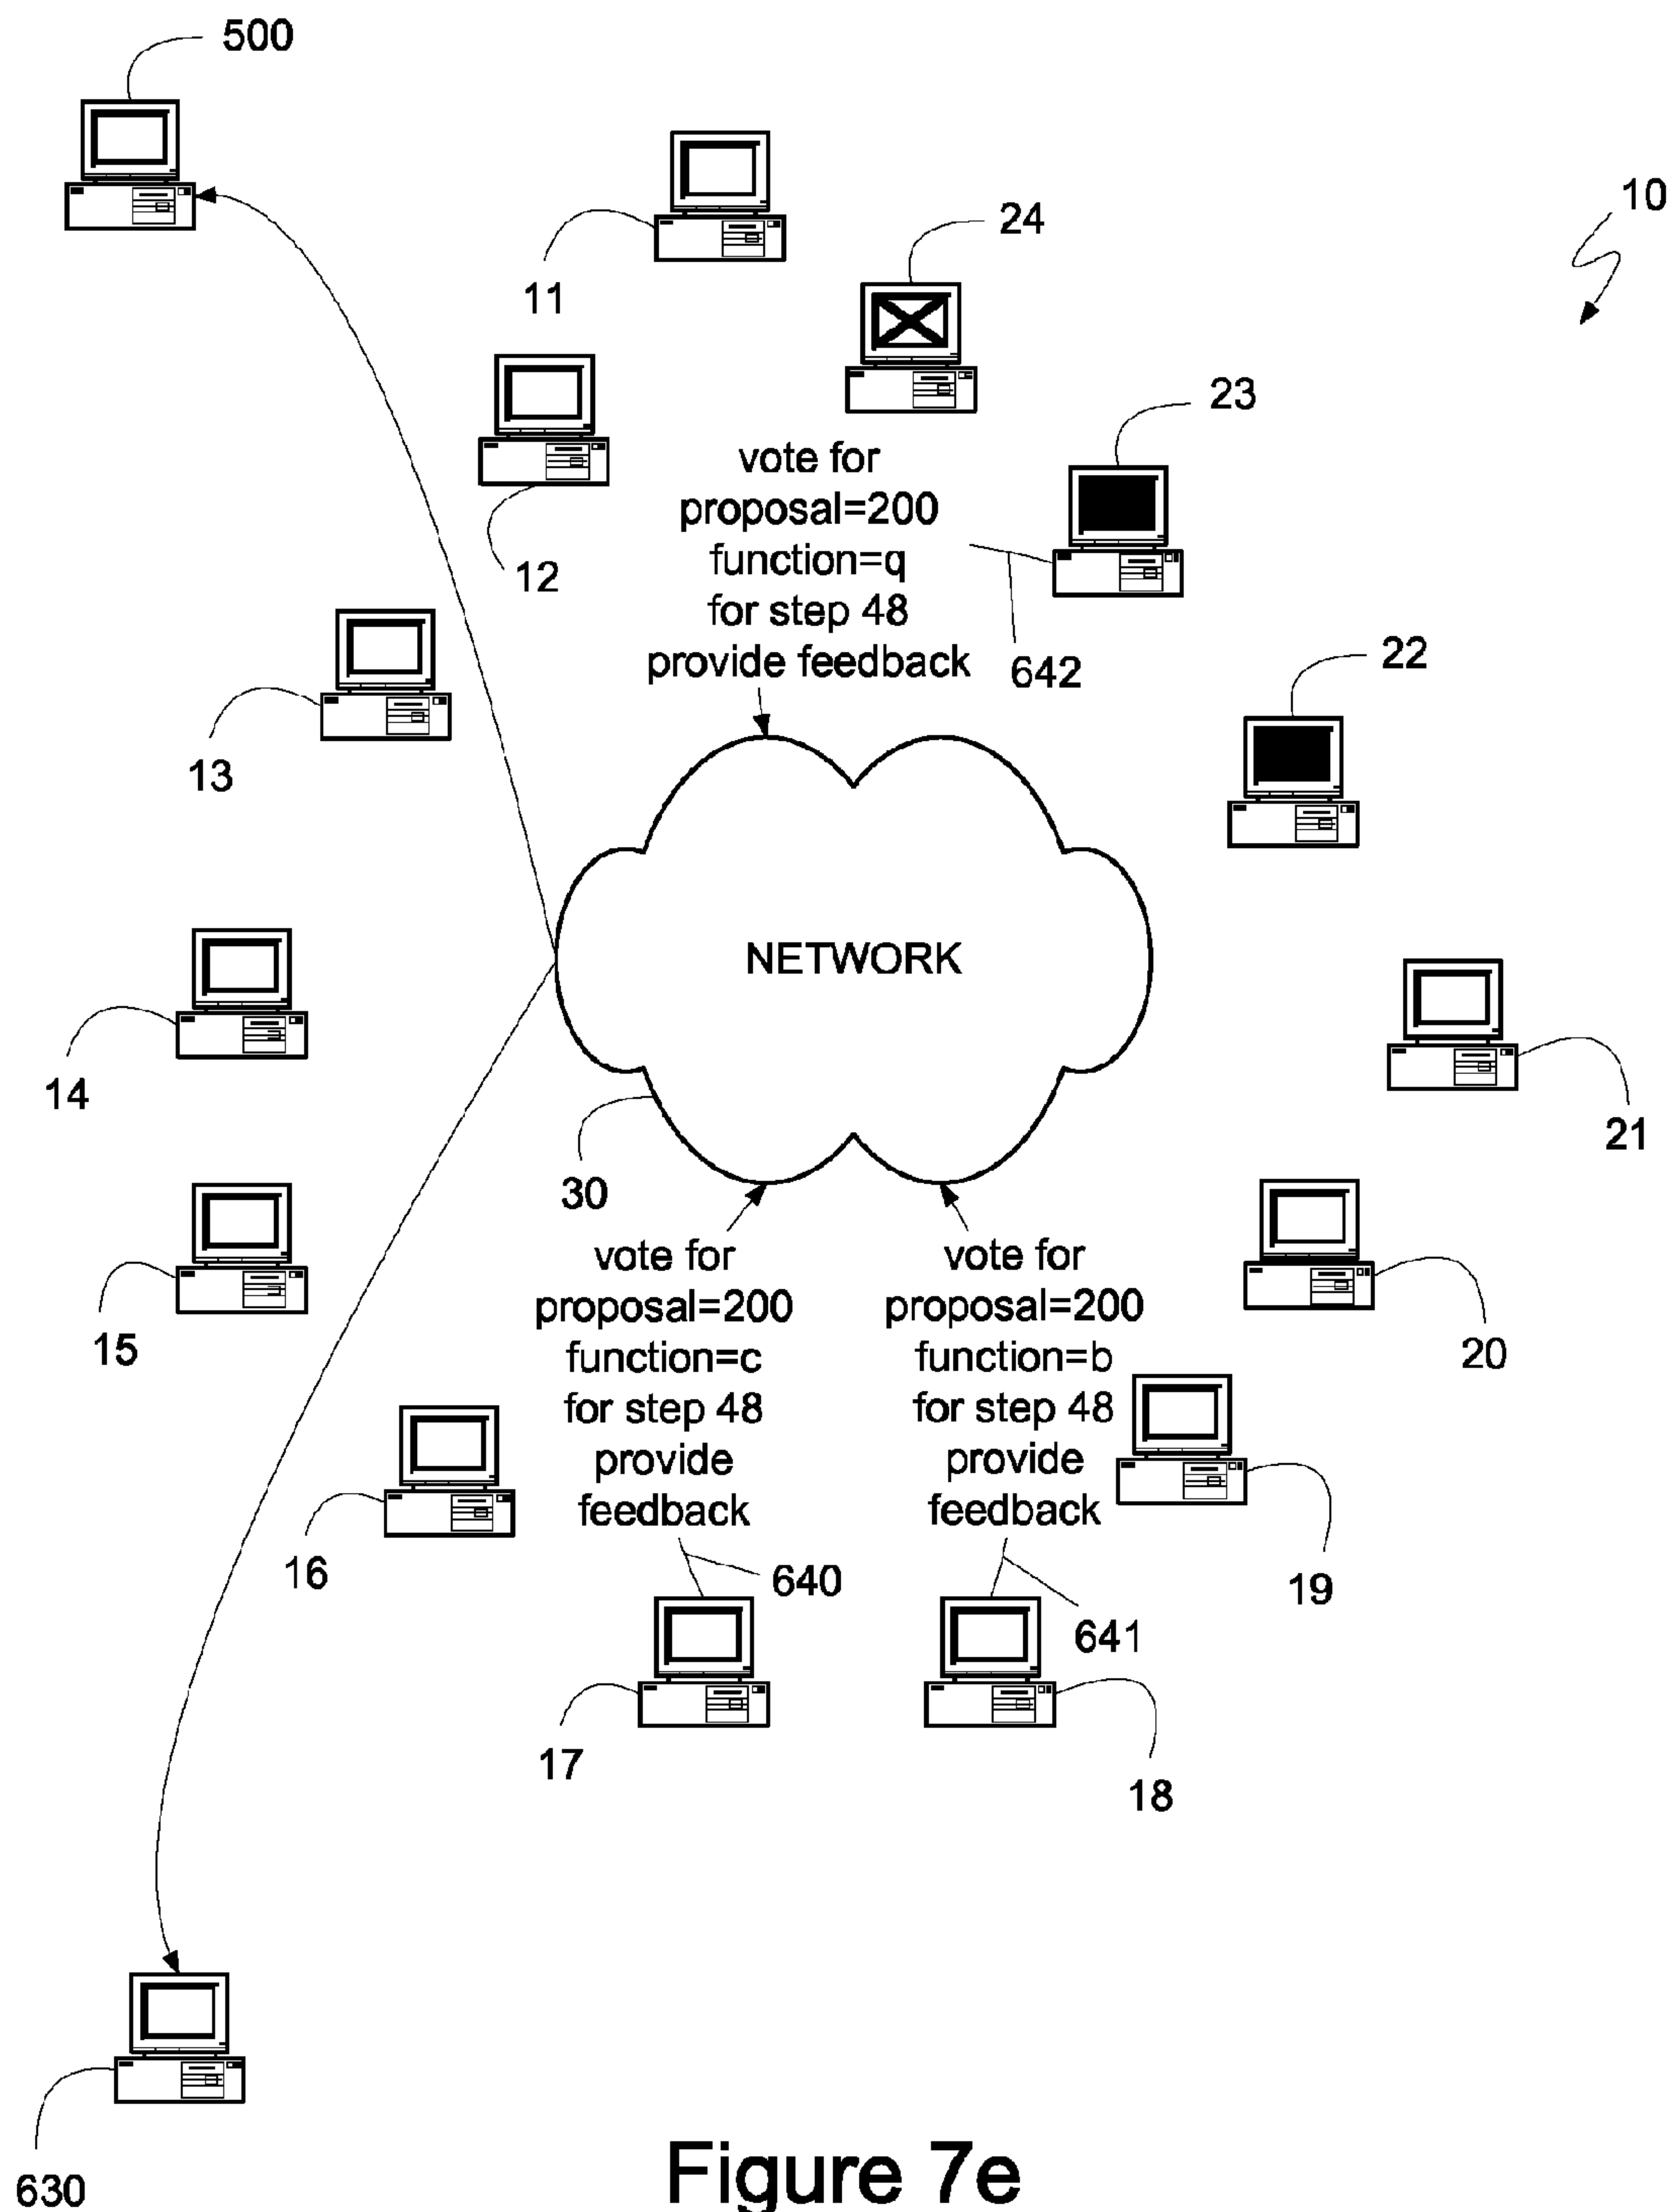 500
11
24
10
23
12
vote for
proposal=200
function=q
for step 48
provide feedback
642
22
13
NETWORK
14
21
30
15
20
vote for
proposal=200
function=c
for step 48
provide
feedback
vote for
proposal=200
function=b
for step 48
provide
feedback
16
640
19
641
17
18
630
Figure 7e